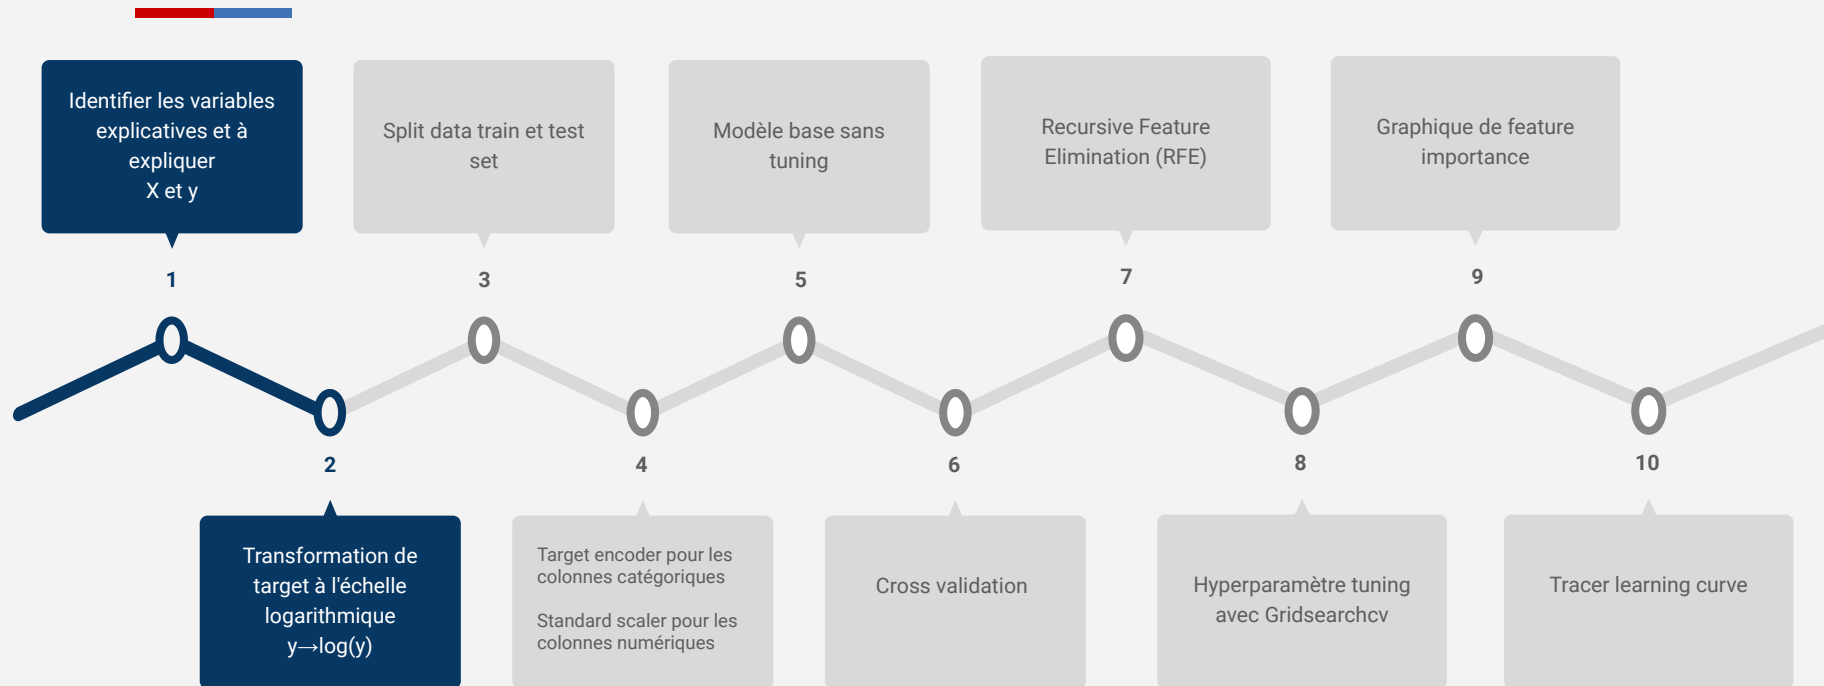 Identifier les variables
explicatives et à
expliquer
X et y
1
Transformation de
target à l'échelle
logarithmique
y→log(y)
2
Split data train et test
set
3
Target encoder pour les
colonnes catégoriques
Standard scaler pour les
colonnes numériques
4
Modèle base sans
tuning
5
Cross validation
6
Recursive Feature
Elimination (RFE)
7
Hyperparamètre tuning
avec Gridsearchcv
8
Graphique de feature
importance
9
Tracer learning curve
10